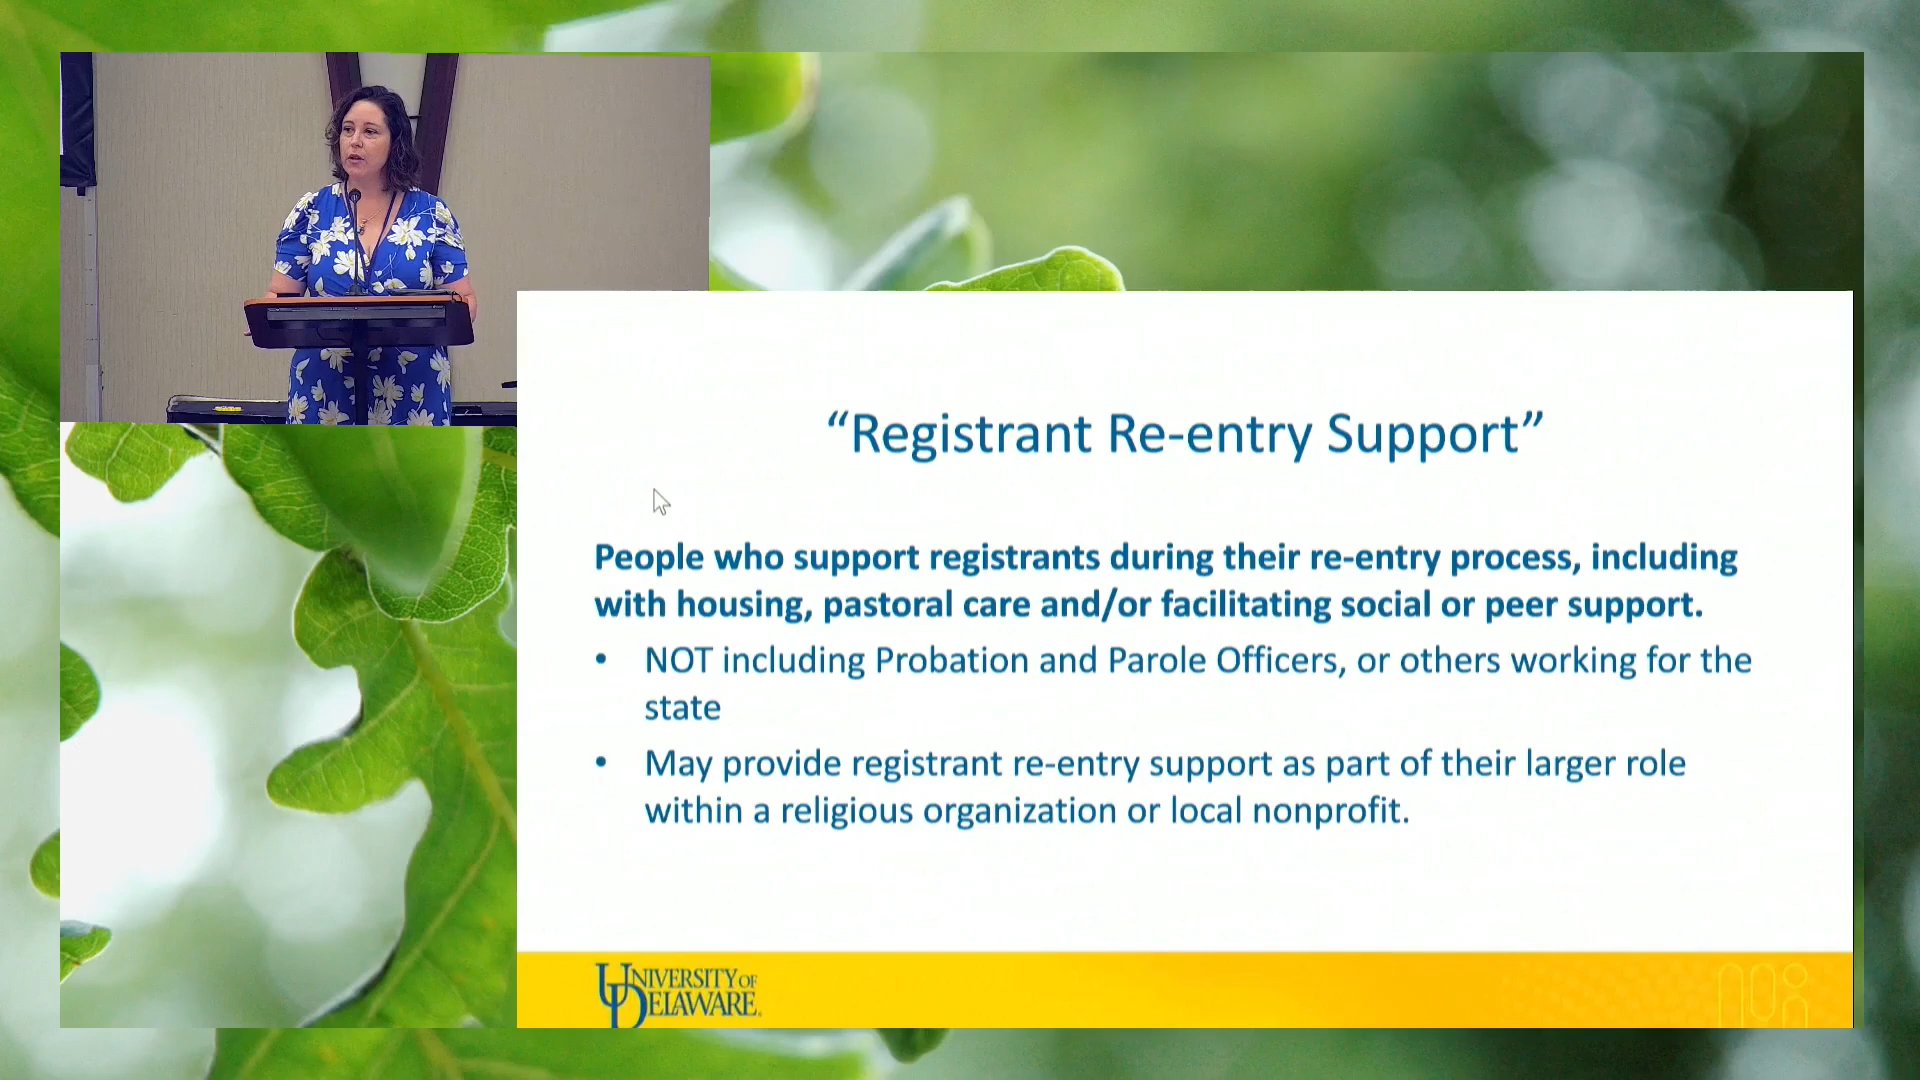 “Registrant Re-entry Support”
People who support registrants during their re-entry process, including
with housing, pastoral care and/or facilitating social or peer support.
• NOT including Probation and Parole Officers, or others working for the
state
• May provide registrant re-entry support as part of their larger role
within a religious organization or local nonprofit.
UNIVERSITY OF
DELAWARE.